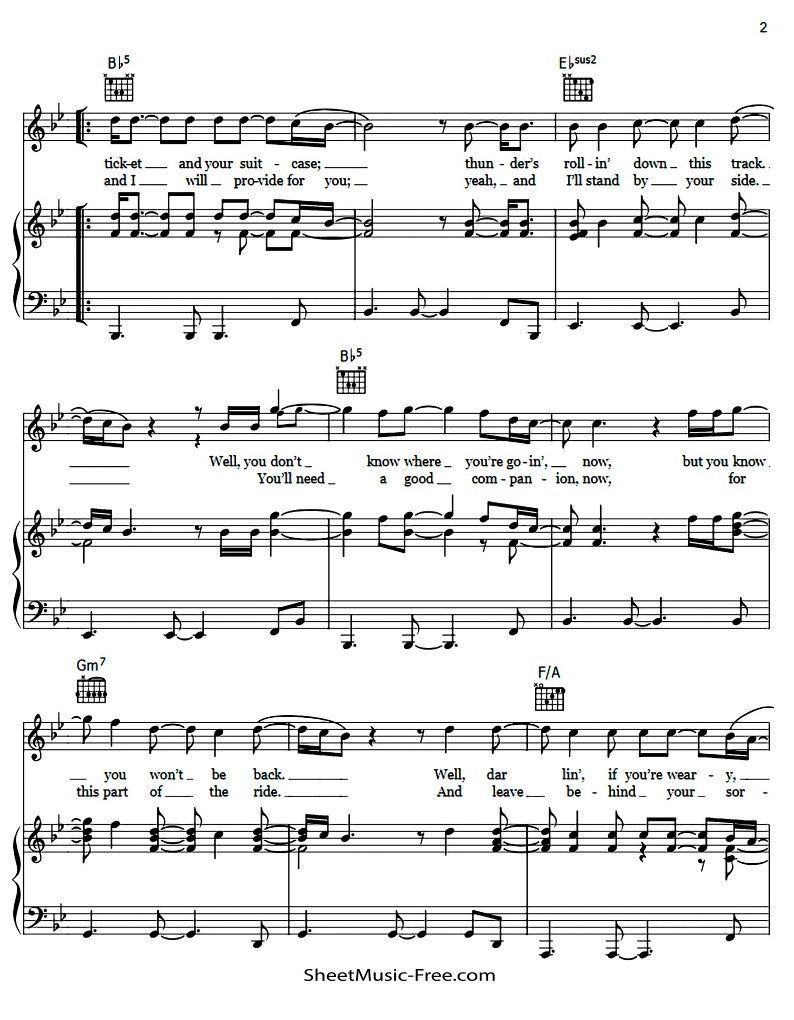 2
B♭5 E♭sus2
tick-et and your suit - case; thun - der's roll - in' down this track.
and I will pro-vide for you; yeah, and I'll stand by your side.
B♭5
Well, you don't know where you're go-in', now, but you know
You'll need a good com - pan - ion, now, for
Gm7 F/A
you won't be back. Well, dar lin', if you're wear - y,
this part of the ride. And leave be - hind your sor -
SheetMusic-Free.com